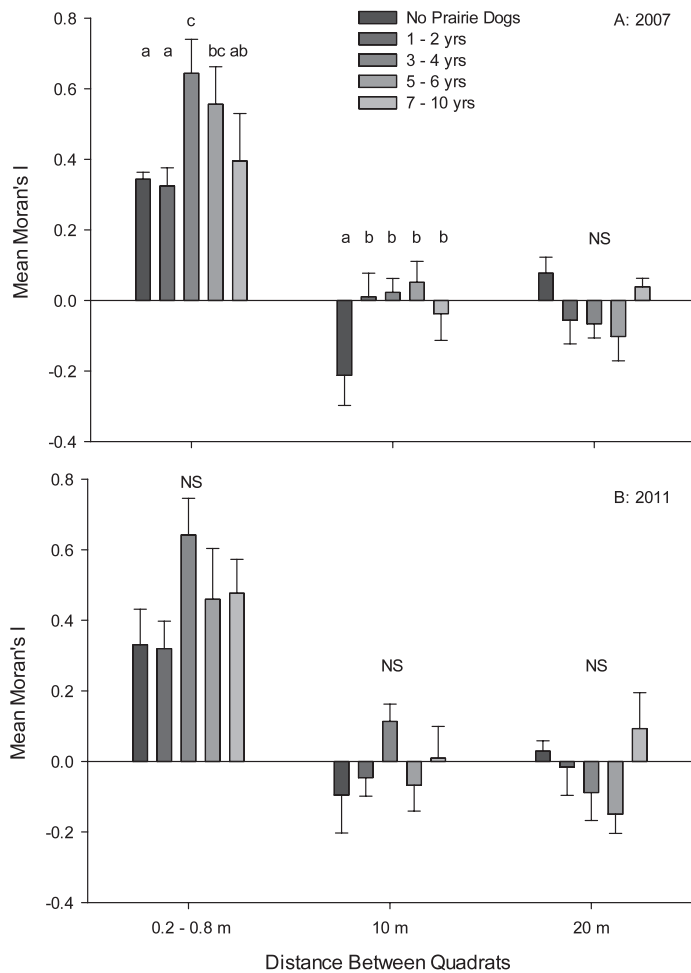 0.8
0.6
0.4
0.2
0.0
-0.2
-0.4
Mean Moran's I
No Prairie Dogs
1 - 2 yrs
3 - 4 yrs
5 - 6 yrs
7 - 10 yrs
A: 2007
a a c bc ab
a b b b b
NS
0.8
0.6
0.4
0.2
0.0
-0.2
-0.4
Mean Moran's I
B: 2011
NS
NS
NS
0.2 - 0.8 m 10 m 20 m
Distance Between Quadrats